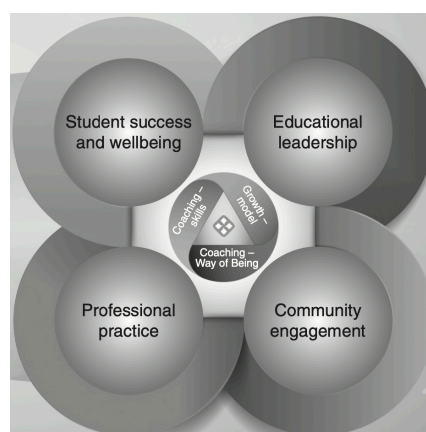 Student success
and wellbeing
Educational
leadership
Coaching –
skills
Growth –
model
Coaching –
Way of Being
Professional
practice
Community
engagement